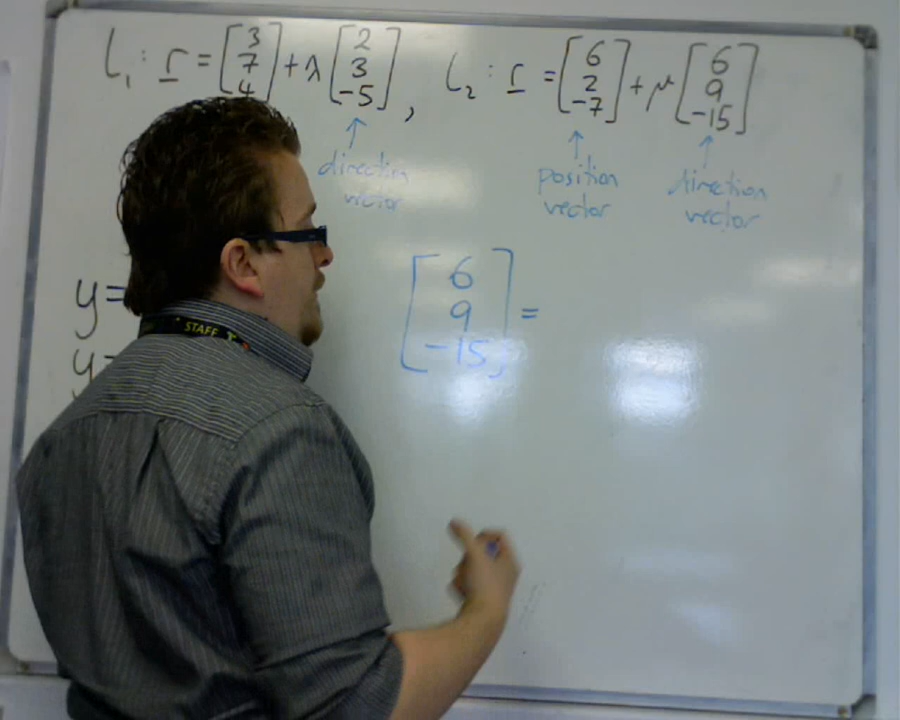 l₁ : r = [3 7 4] + λ [2 3 -5] , l₂ : r = [6 2 -7] + μ [6 9 -15]
direction vector
position vector
direction vector
y=
y=
[6 9 -15] =
STAFF